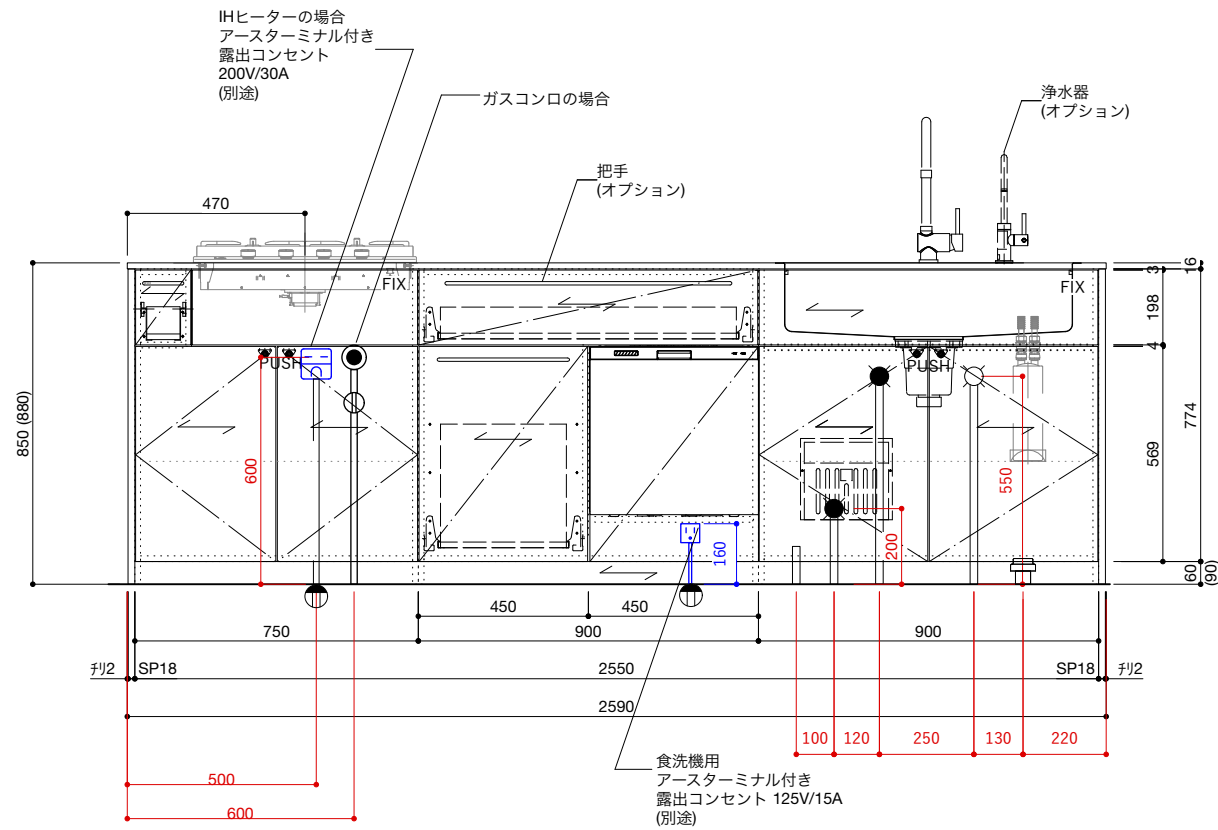 IHヒーターの場合
アースターミナル付き
露出コンセント
200V/30A
(別途)
ガスコンロの場合
浄水器
(オプション)
把手
(オプション)
470
FIX
FIX
16
3
198
4
PUSH
PUSH
850 (880)
600
774
569
550
200
160
60
(90)
450
450
750
900
900
チリ2
SP18
2550
SP18
チリ2
2590
100
120
250
130
220
500
600
食洗機用
アースターミナル付き
露出コンセント 125V/15A
(別途)